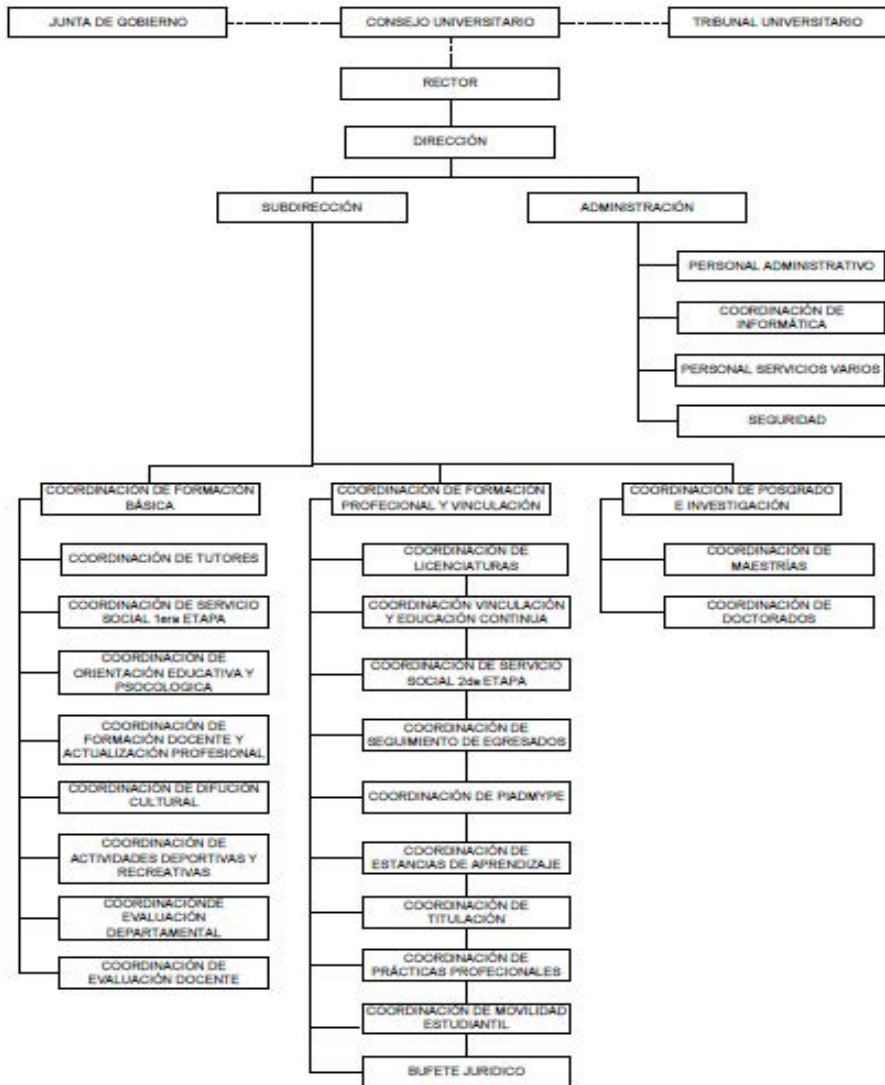 JUNTA DE GOBIERNO
CONSEJO UNIVERSITARIO
TRIBUNAL UNIVERSITARIO
RECTOR
DIRECCIÓN
SUBDIRECCIÓN
ADMINISTRACIÓN
PERSONAL ADMINISTRATIVO
COORDINACIÓN DE
INFORMÁTICA
PERSONAL SERVICIOS VARIOS
SEGURIDAD
COORDINACIÓN DE FORMACIÓN
BÁSICA
COORDINACIÓN DE TUTORES
COORDINACIÓN DE SERVICIO
SOCIAL 1era ETAPA
COORDINACIÓN DE
ORIENTACIÓN EDUCATIVA Y
PSOCOLOGICA
COORDINACIÓN DE
FORMACIÓN DOCENTE Y
ACTUALIZACIÓN PROFESIONAL
COORDINACIÓN DE DIFUCIÓN
CULTURAL
COORDINACIÓN DE
ACTIVIDADES DEPORTIVAS Y
RECREATIVAS
COORDINACIÓNDE
EVALUACIÓN
DEPARTAMENTAL
COORDINACIÓN DE
EVALUACIÓN DOCENTE
COORDINACIÓN DE FORMACIÓN
PROFECIONAL Y VINCULACIÓN
COORDINACIÓN DE
LICENCIATURAS
COORDINACIÓN VINCULACIÓN
Y EDUCACIÓN CONTINUA
COORDINACIÓN DE SERVICIO
SOCIAL 2da ETAPA
COORDINACIÓN DE
SEGUIMIENTO DE EGRESADOS
COORDINACIÓN DE PIADMYPE
COORDINACIÓN DE
ESTANCIAS DE APRENDIZAJE
COORDINACIÓN DE
TITULACIÓN
COORDINACIÓN DE
PRÁCTICAS PROFECIONALES
COORDINACIÓN DE MOVILIDAD
ESTUDIANTIL
BUFETE JURIDICO
COORDINACIÓN DE POSGRADO
E INVESTIGACIÓN
COORDINACIÓN DE
MAESTRÍAS
COORDINACIÓN DE
DOCTORADOS